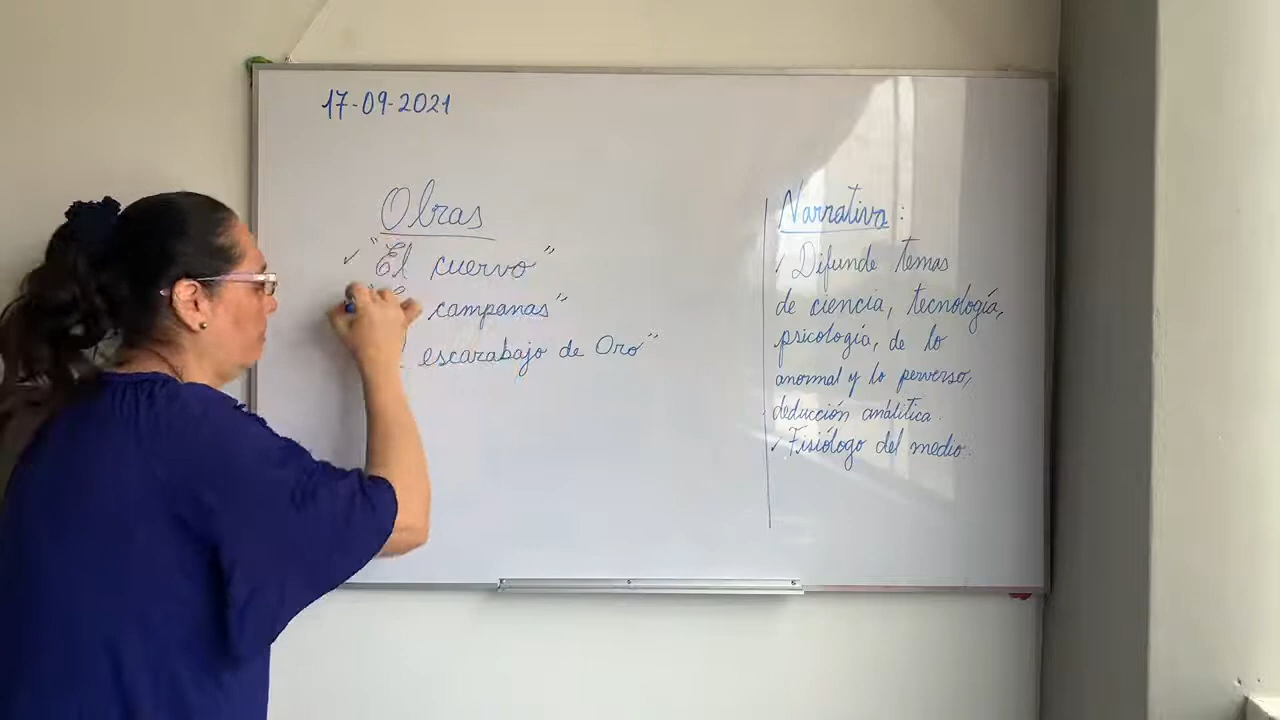 17-09-2021
Obras
✓ "El cuervo"
campanas"
escarabajo de Oro"
Narrativa:
✓ Difunde temas
de ciencia, tecnología,
psicología, de lo
anormal y lo perverso,
deducción análitica.
✓ Fisiólogo del medio.